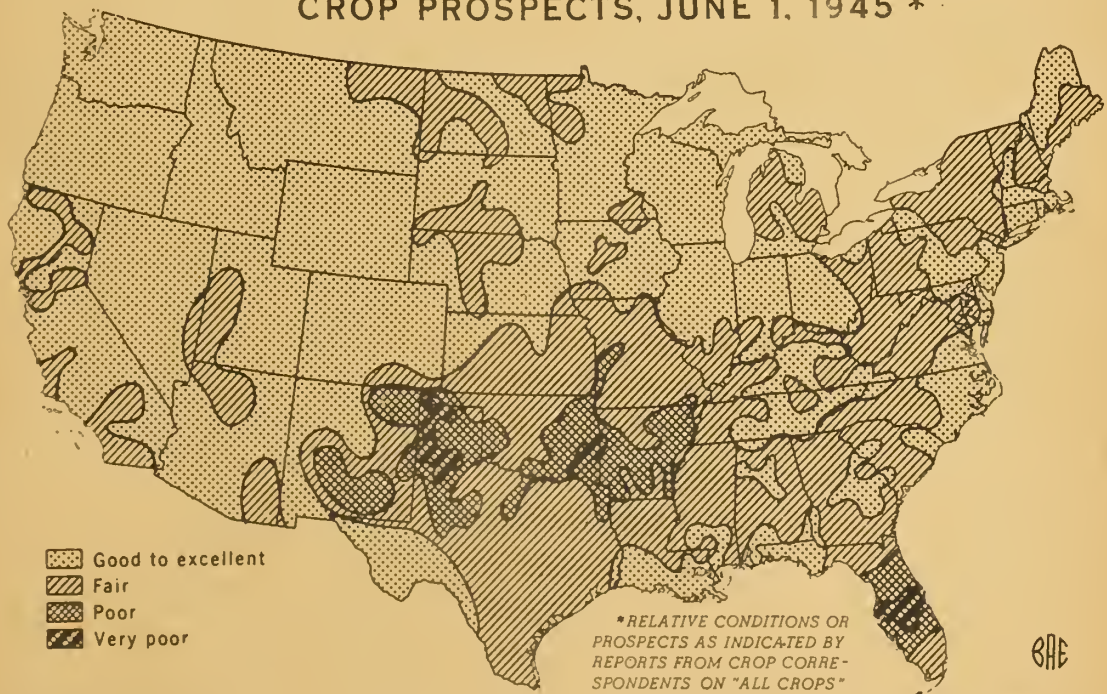 CROP PROSPECTS, JUNE 1, 1945 *
Good to excellent
Fair
Poor
Very poor
*RELATIVE CONDITIONS OR
PROSPECTS AS INDICATED BY
REPORTS FROM CROP CORRE-
SPONDENTS ON "ALL CROPS"
BAE